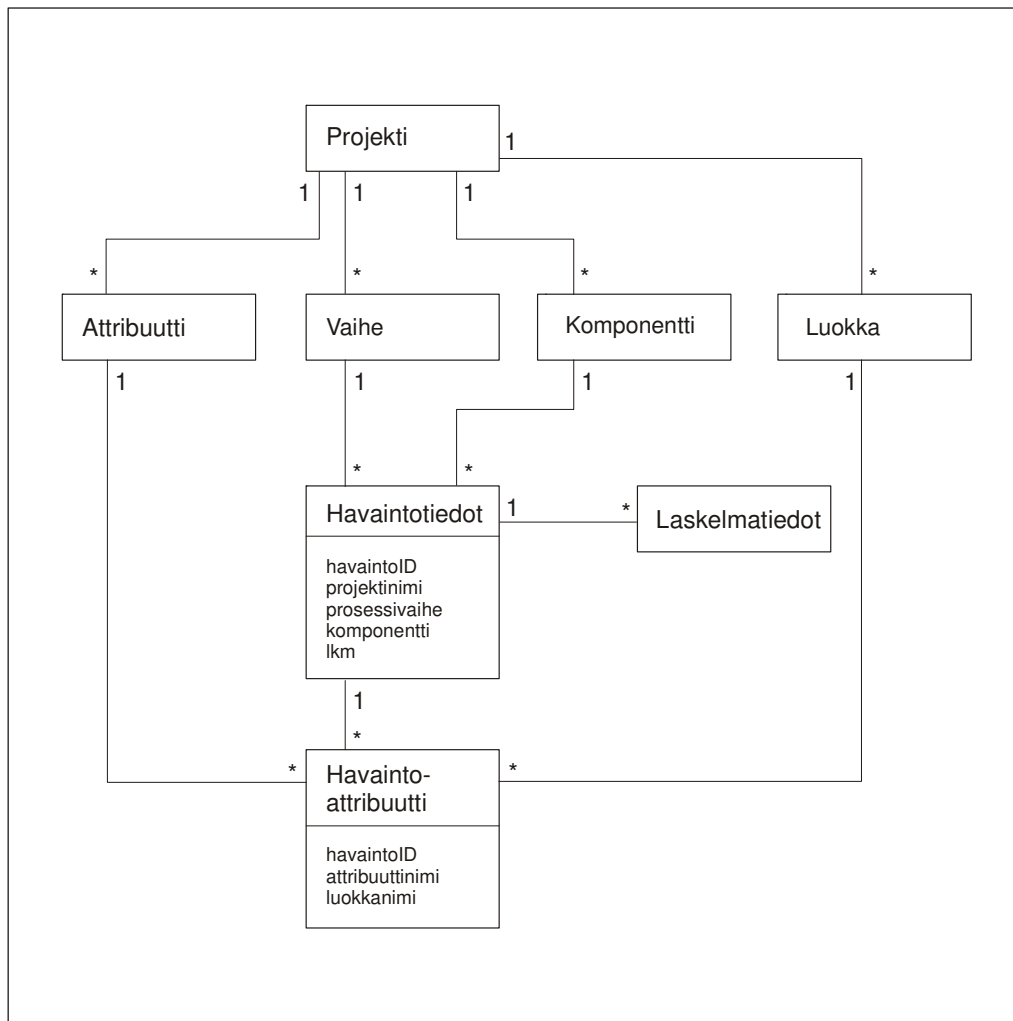 Projekti
1
1
1
1
*
*
*
*
Attribuutti
Vaihe
Komponentti
Luokka
1
1
1
1
*
*
Havaintotiedot
1
*
Laskelmatiedot
havaintoID
projektinimi
prosessivaihe
komponentti
lkm
1
*
*
*
Havainto-
attribuutti
havaintoID
attribuuttinimi
luokkanimi